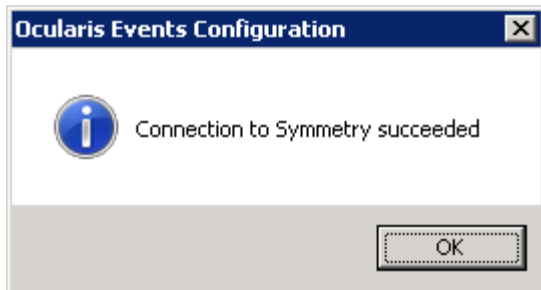 Ocularis Events Configuration
Connection to Symmetry succeeded
OK